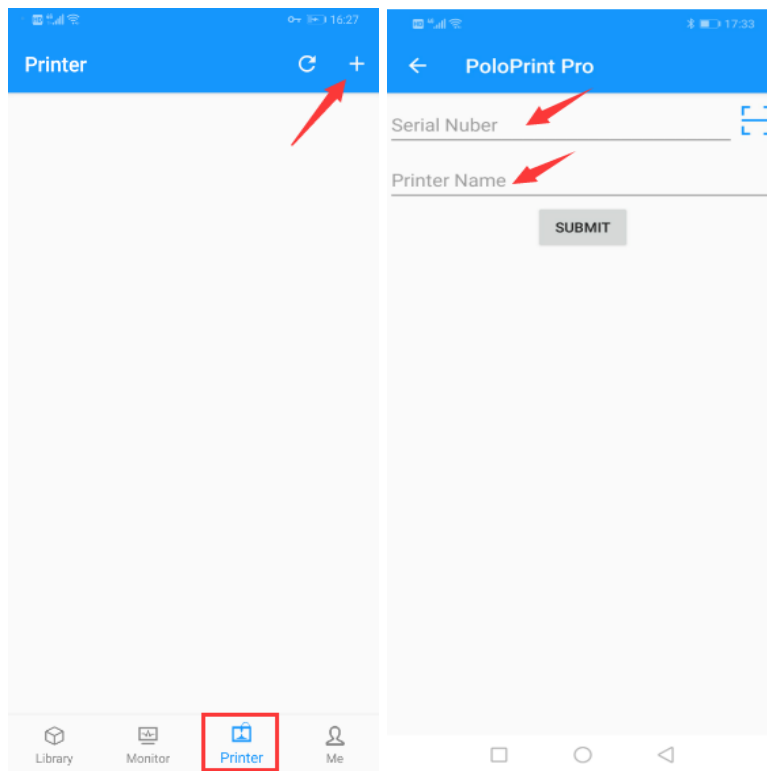 16:27
Printer
Library Monitor Printer Me
17:33
PoloPrint Pro
Serial Nuber
Printer Name
SUBMIT